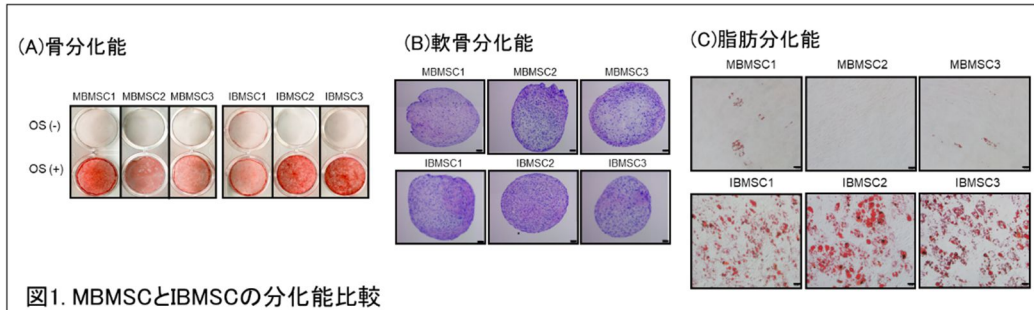 (A)骨分化能
MBMSC1 MBMSC2 MBMSC3 IBMSC1 IBMSC2 IBMSC3
OS (-)
OS (+)
(B)軟骨分化能
MBMSC1 MBMSC2 MBMSC3
IBMSC1 IBMSC2 IBMSC3
(C)脂肪分化能
MBMSC1 MBMSC2 MBMSC3
IBMSC1 IBMSC2 IBMSC3
図1. MBMSCとIBMSCの分化能比較